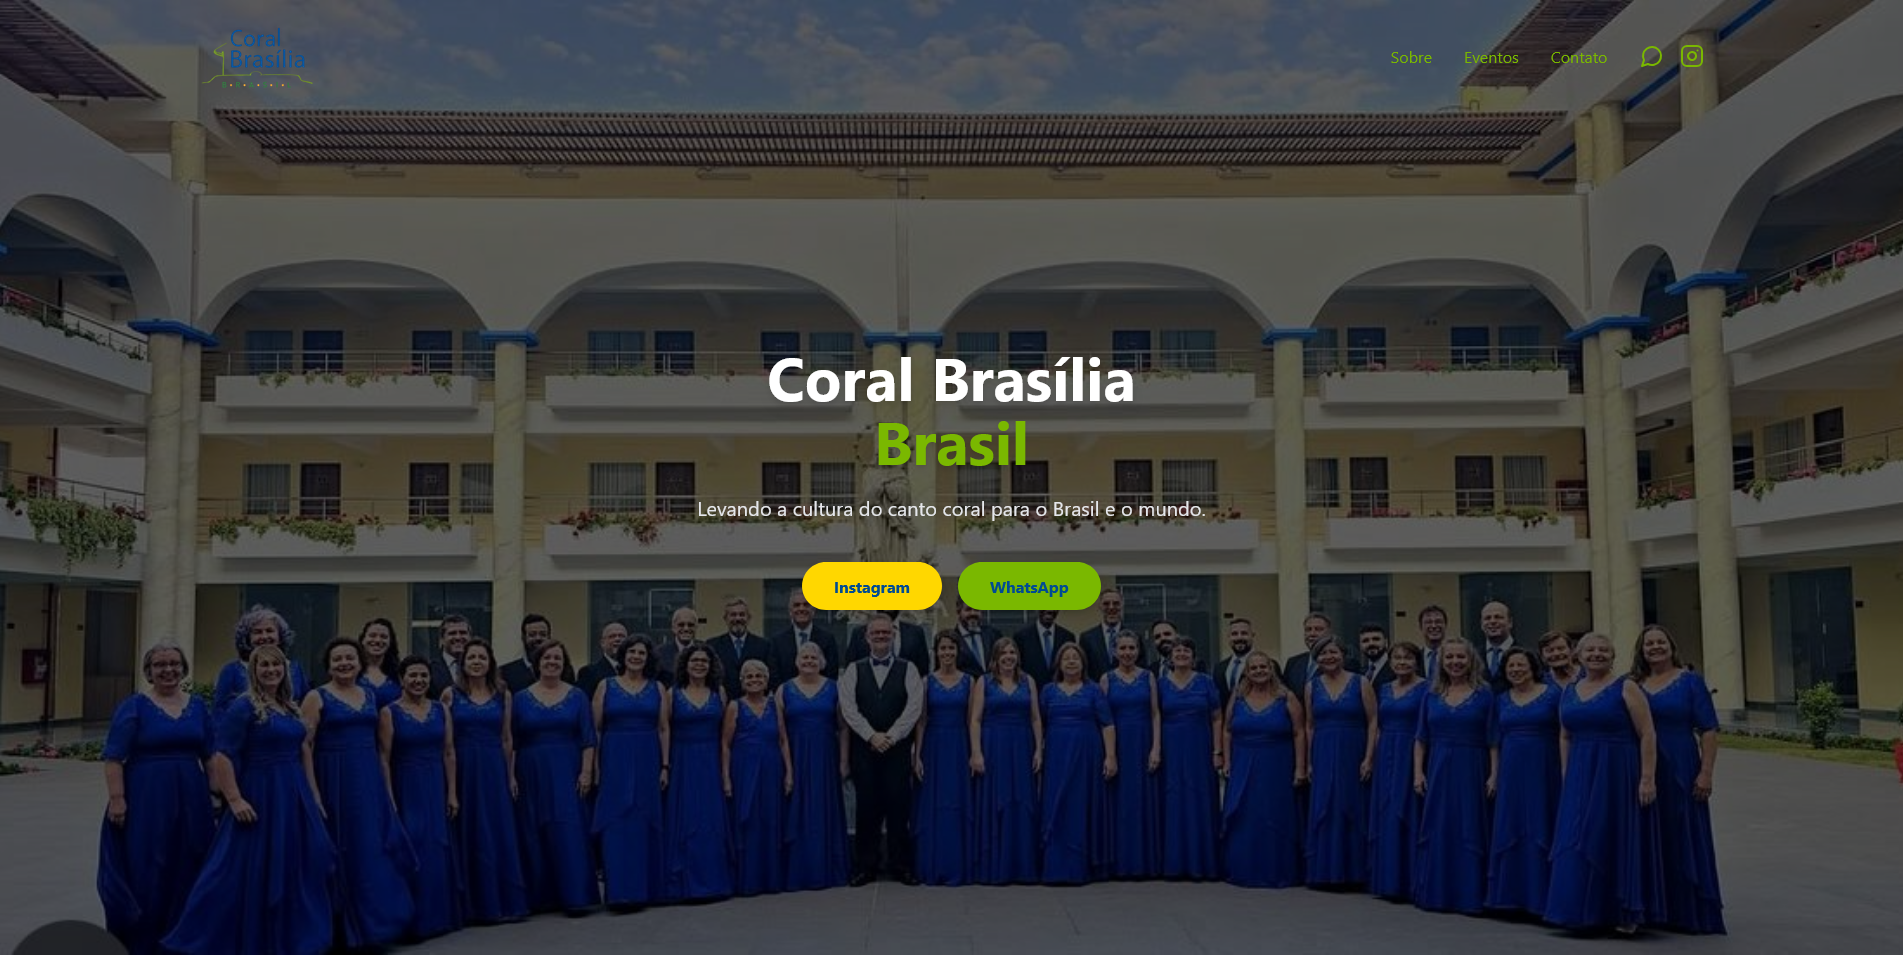 Coral
Brasília
Sobre Eventos Contato
Coral Brasília
Brasil
Levando a cultura do canto coral para o Brasil e o mundo.
Instagram WhatsApp